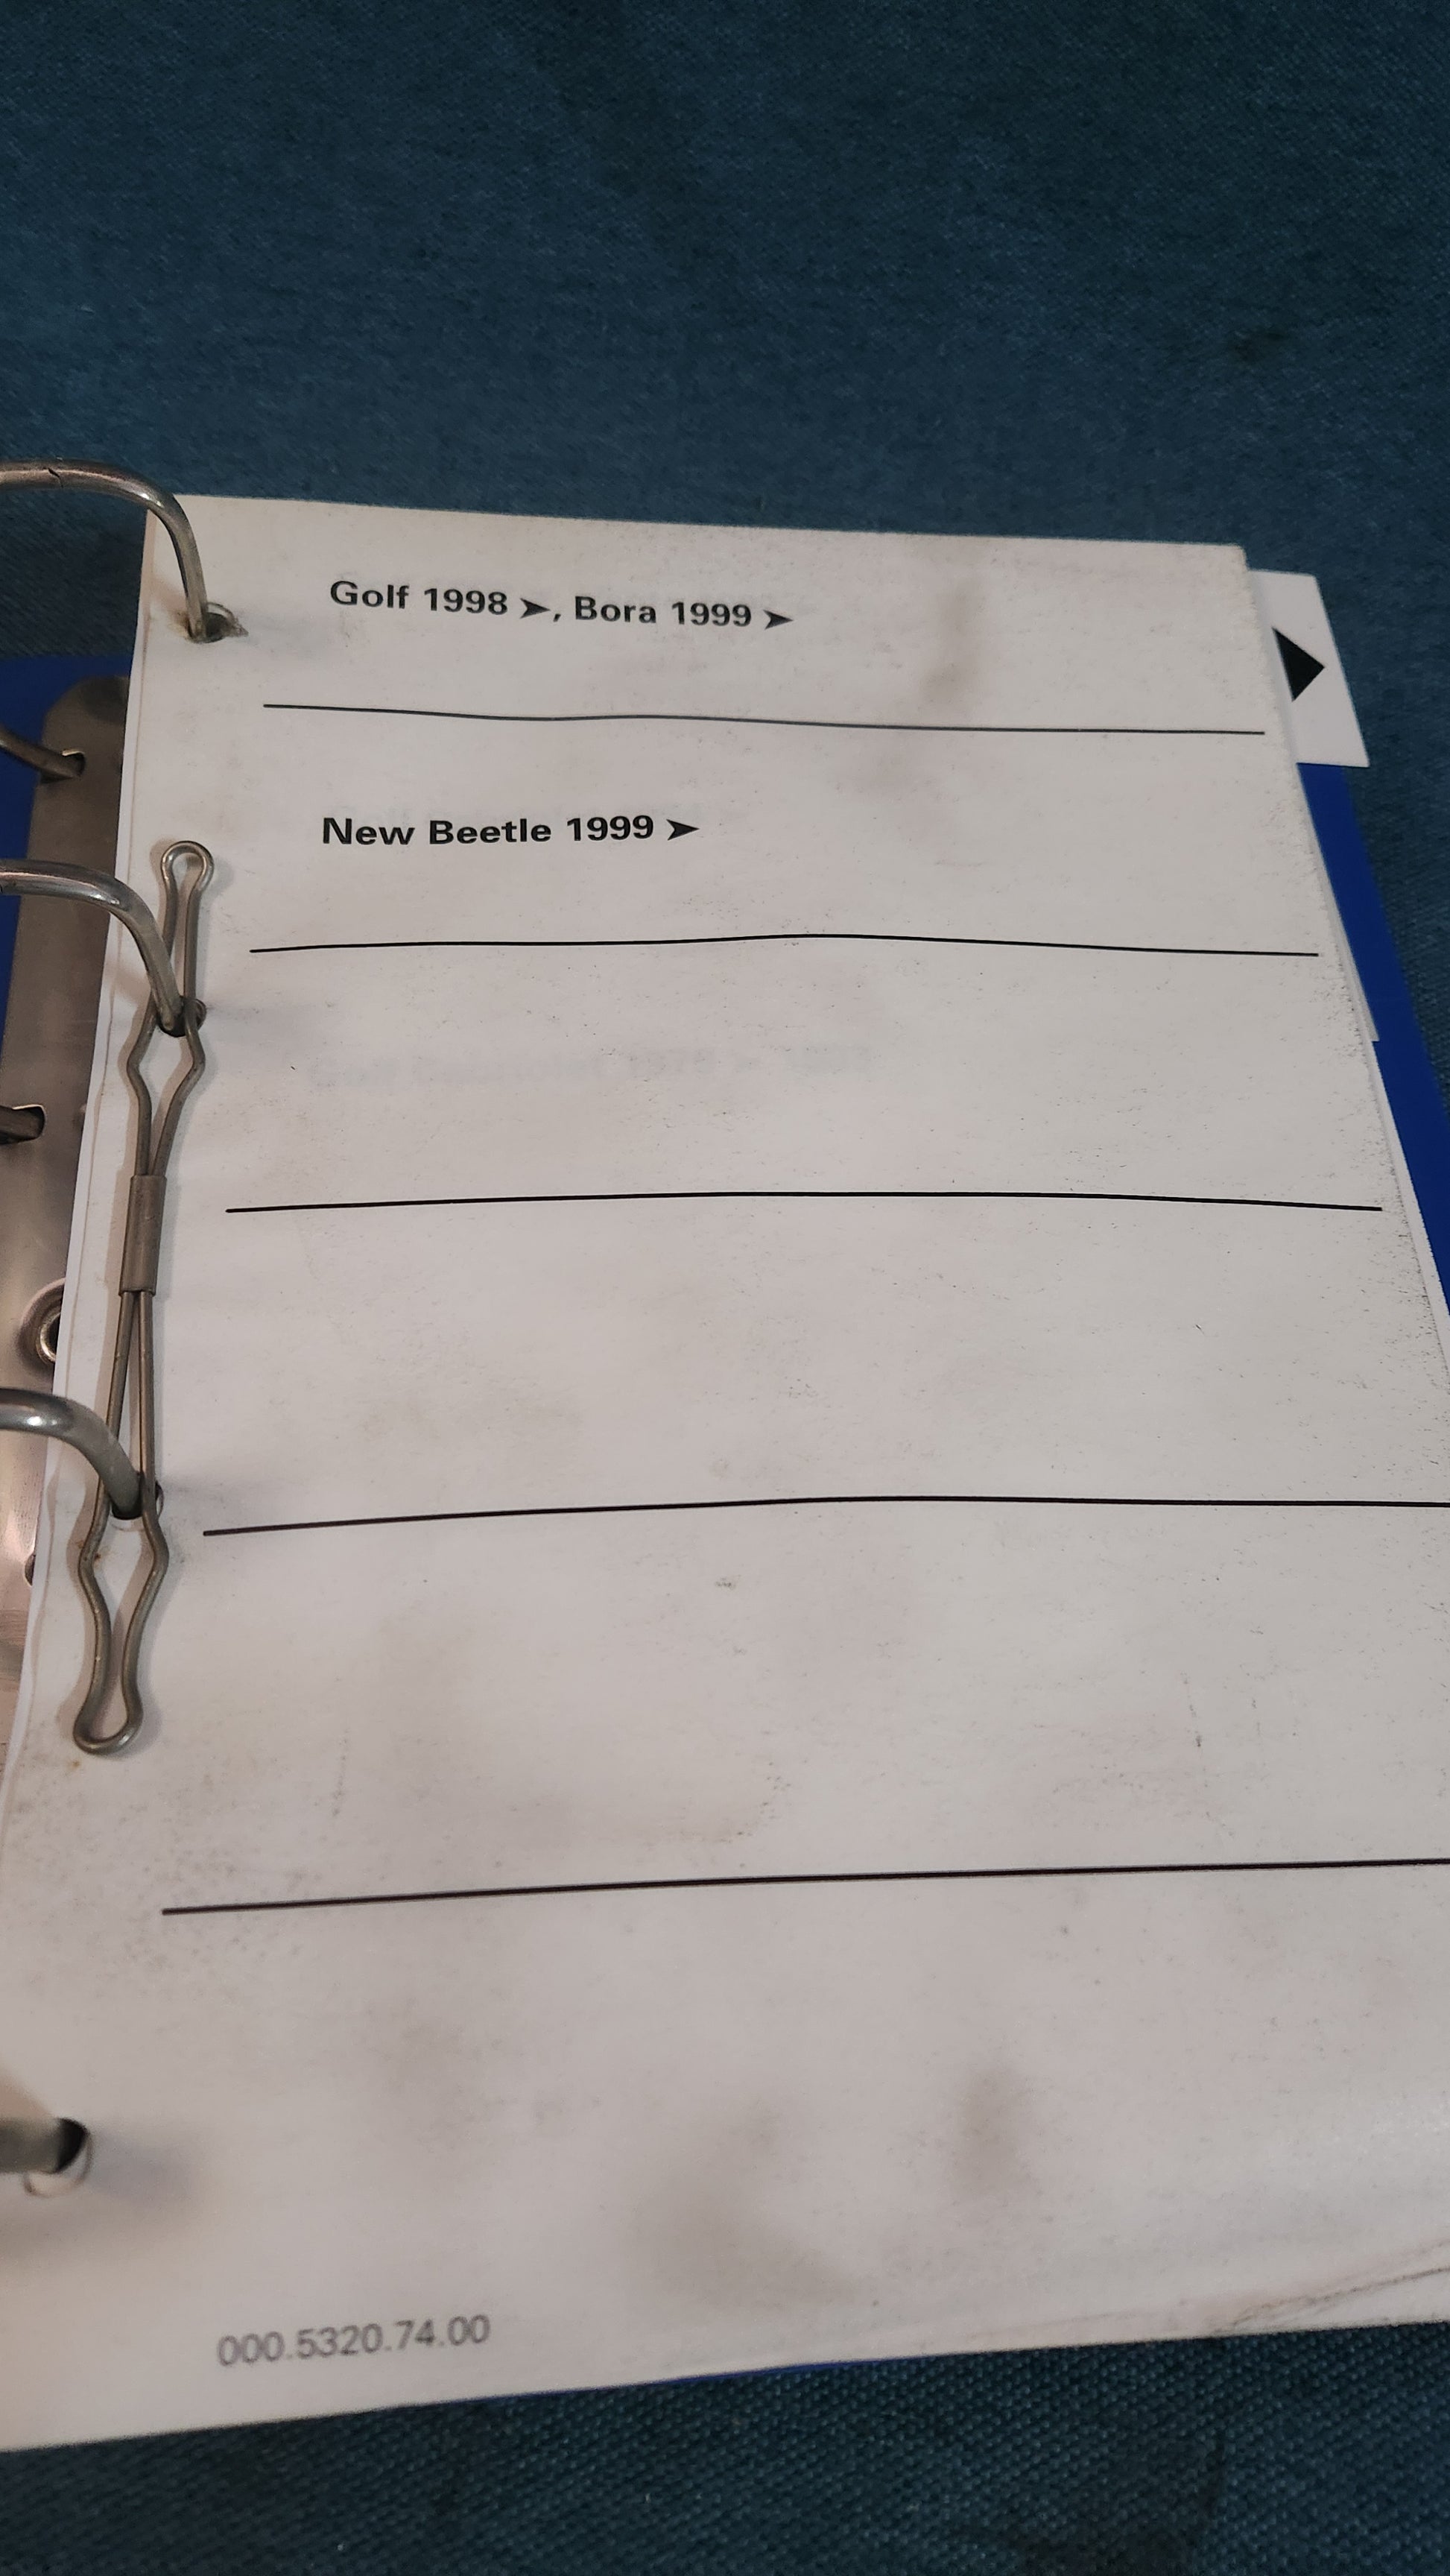 Golf 1998 ➤, Bora 1999 ➤
New Beetle 1999 ➤
000.5320.74.00